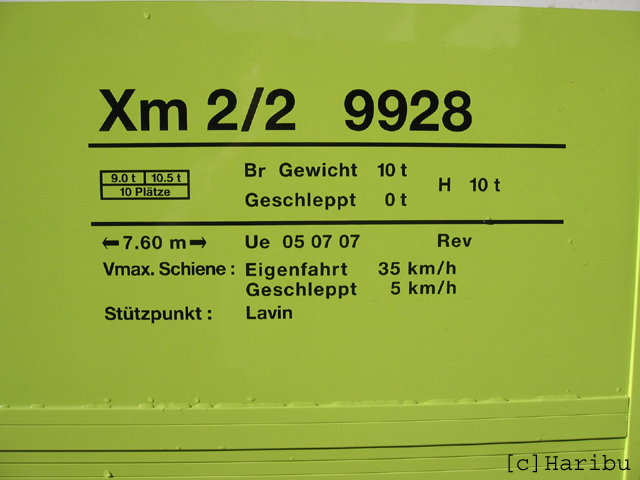 Xm 2/2 9928
9.0 t 10.5 t
10 Plätze
Br Gewicht 10 t
Geschleppt 0 t
H 10 t
←7.60 m→ Ue 05 07 07 Rev
Vmax. Schiene: Eigenfahrt 35 km/h
Geschleppt 5 km/h
Stützpunkt: Lavin
[c]Haribu